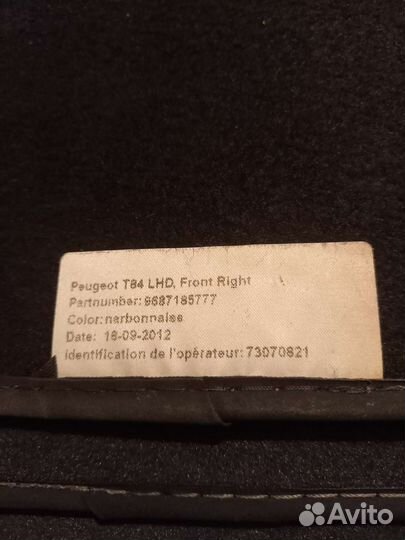 Peugeot T84 LHD, Front Right
Partnumber: 9687185777
Color: narbonnaise
Date: 18-09-2012
Identification de l'opérateur: 73070821
Avito